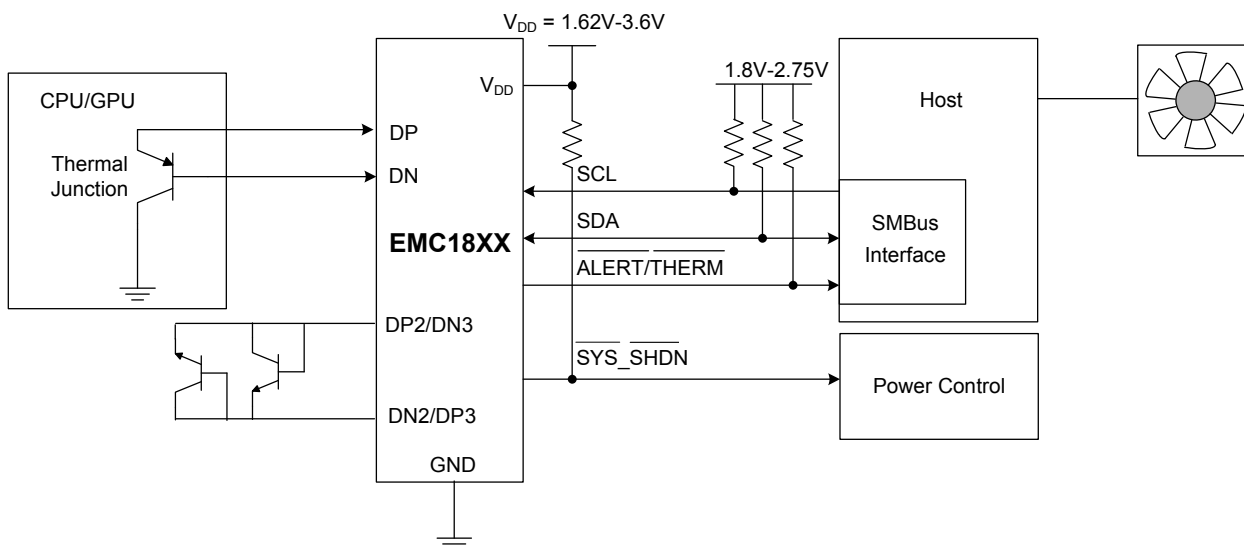 V_DD = 1.62V-3.6V
CPU/GPU
Thermal
Junction
DP
DN
V_DD
EMC18XX
DP2/DN3
DN2/DP3
GND
1.8V-2.75V
SCL
SDA
ALERT/THERM
SYS_SHDN
Host
SMBus
Interface
Power Control